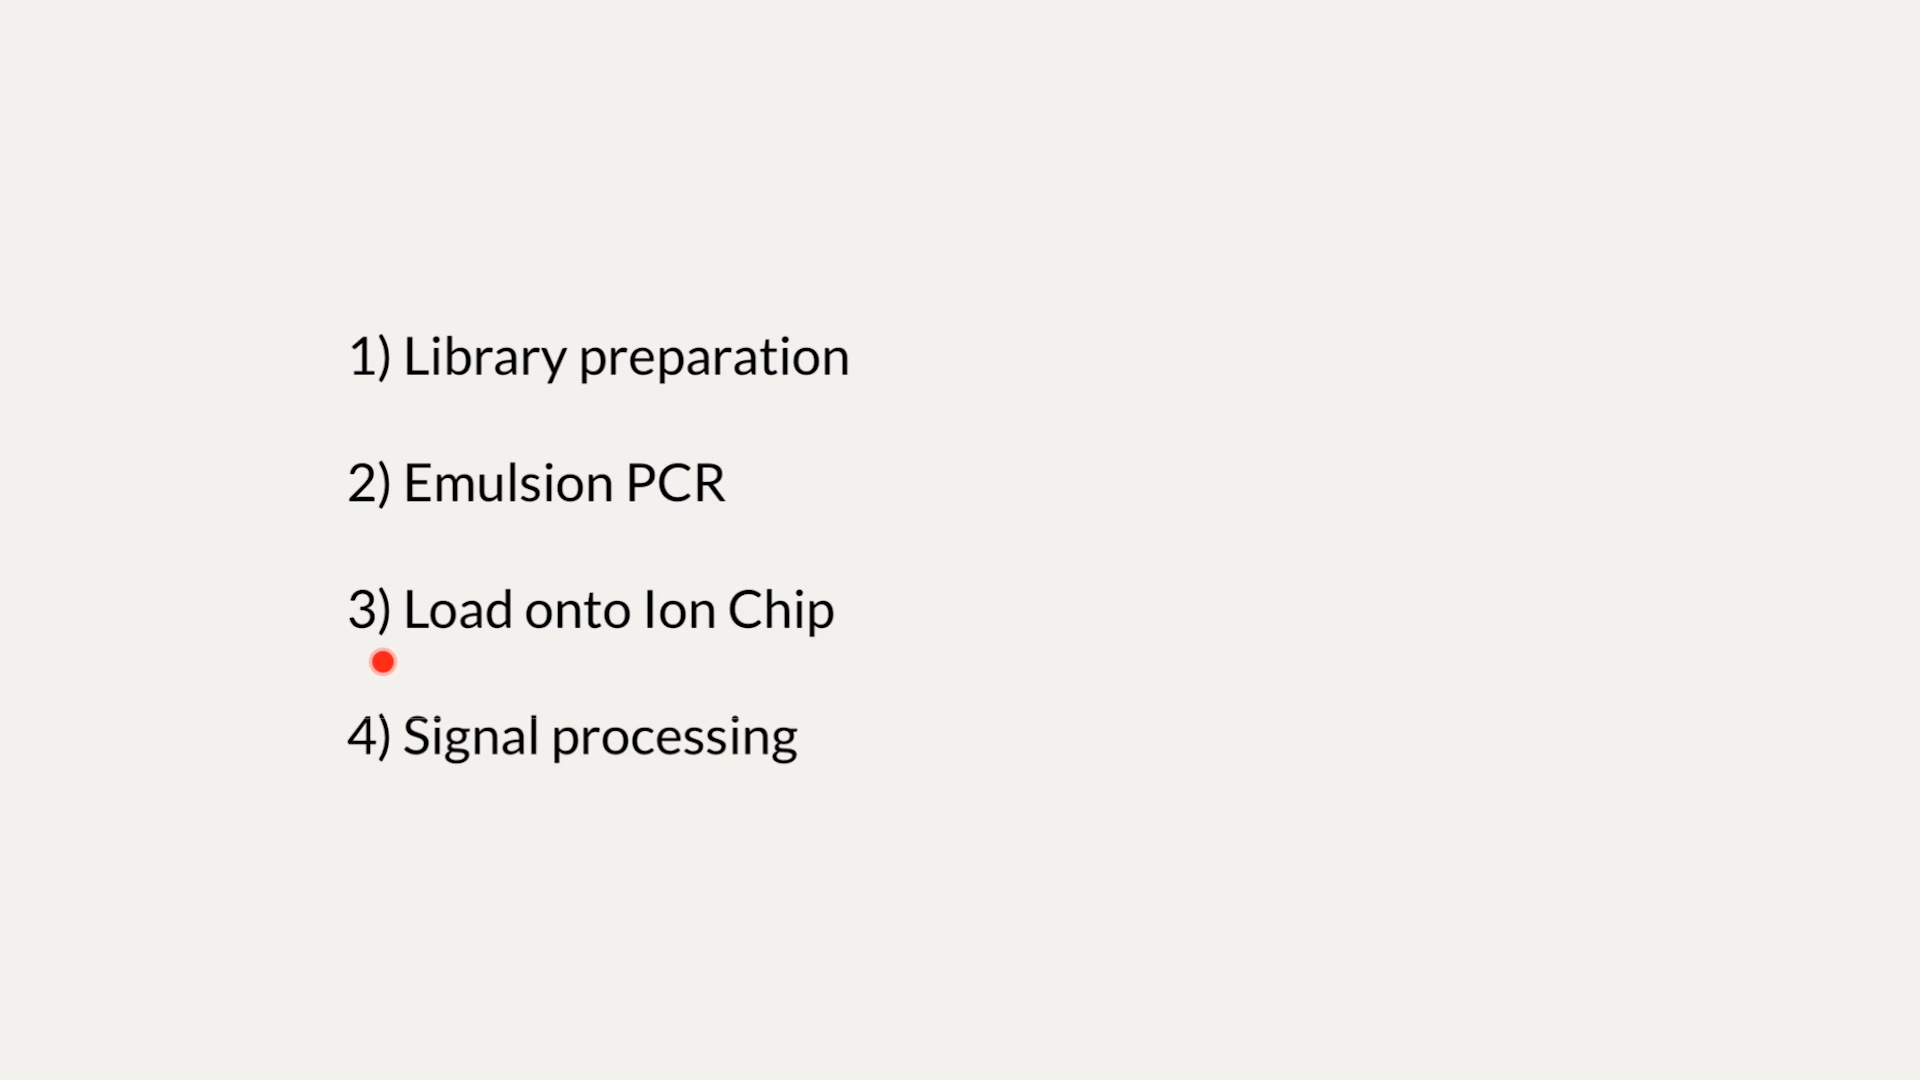 1) Library preparation
2) Emulsion PCR
3) Load onto Ion Chip
4) Signal processing